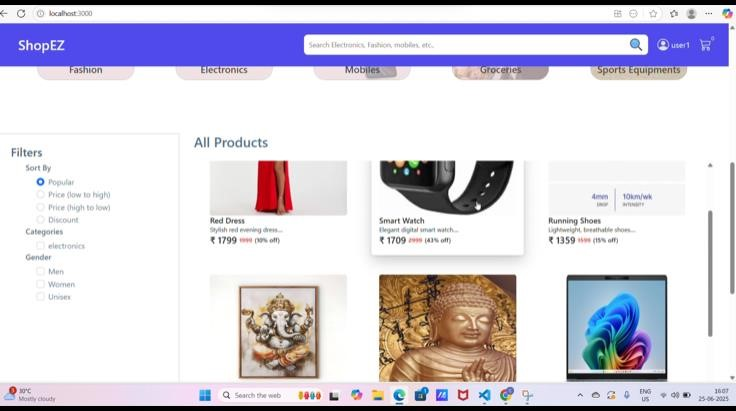 localhost:3000
ShopEZ
Search Electronics, Fashion, mobiles, etc..
user1
0
Fashion
Electronics
Mobiles
Groceries
Sports Equipments
Filters
Sort By
Popular
Price (low to high)
Price (high to low)
Discount
Categories
electronics
Gender
Men
Women
Unisex
All Products
Red Dress
Stylish red evening dress...
₹ 1799 1999 (10% off)
Smart Watch
Elegant digital smart watch...
₹ 1709 2999 (43% off)
4mm
DROP
10km/wk
INTENSITY
Running Shoes
Lightweight, breathable shoes...
₹ 1359 1599 (15% off)
30°C
Mostly cloudy
Search the web
ENG
US
16:07
25-06-2025